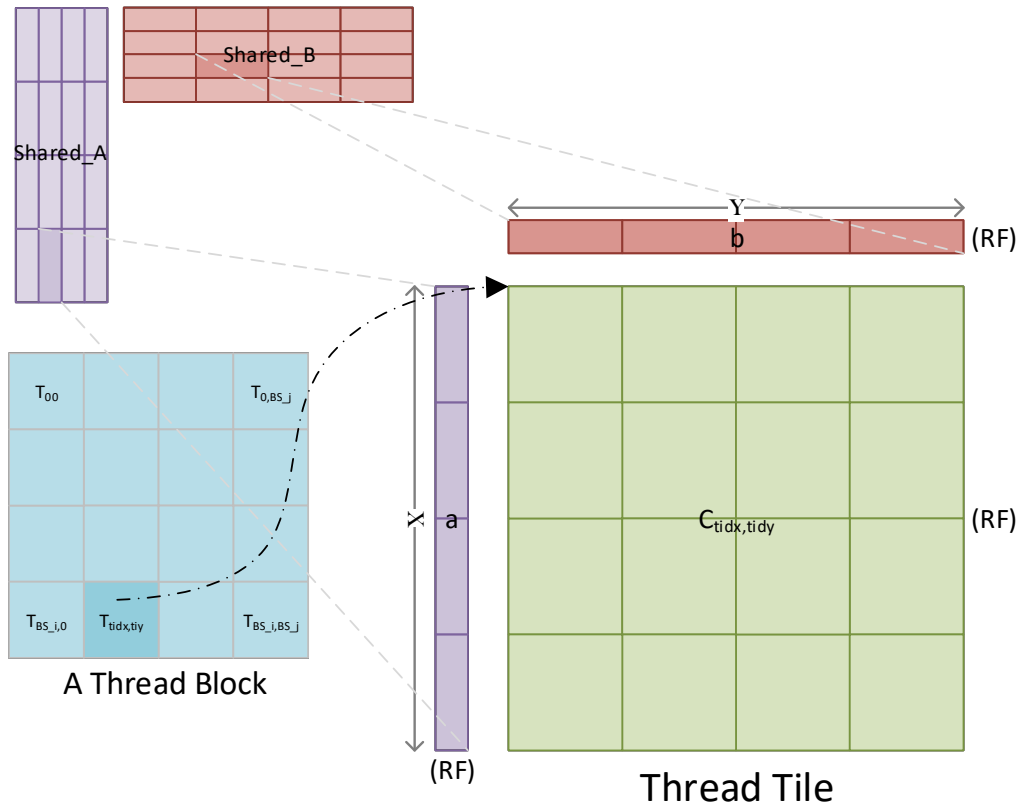 Shared_B
Shared_A
Y
b
(RF)
T00
T0,BS_j
X
a
Ctidx,tidy
(RF)
TBS_i,0
Ttidx,tiy
TBS_i,BS_j
A Thread Block
(RF)
Thread Tile